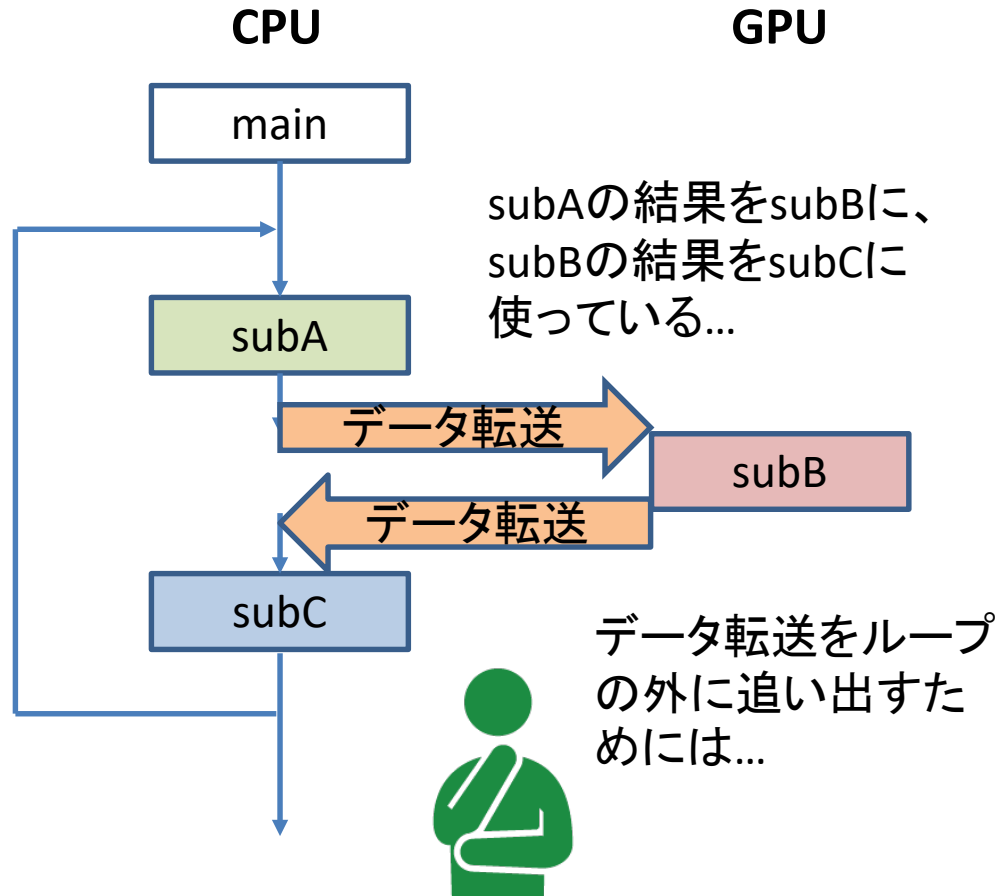 CPU
GPU
main
subAの結果をsubBに、
subBの結果をsubCに
使っている...
subA
データ転送
subB
データ転送
subC
データ転送をループ
の外に追い出すた
めには...